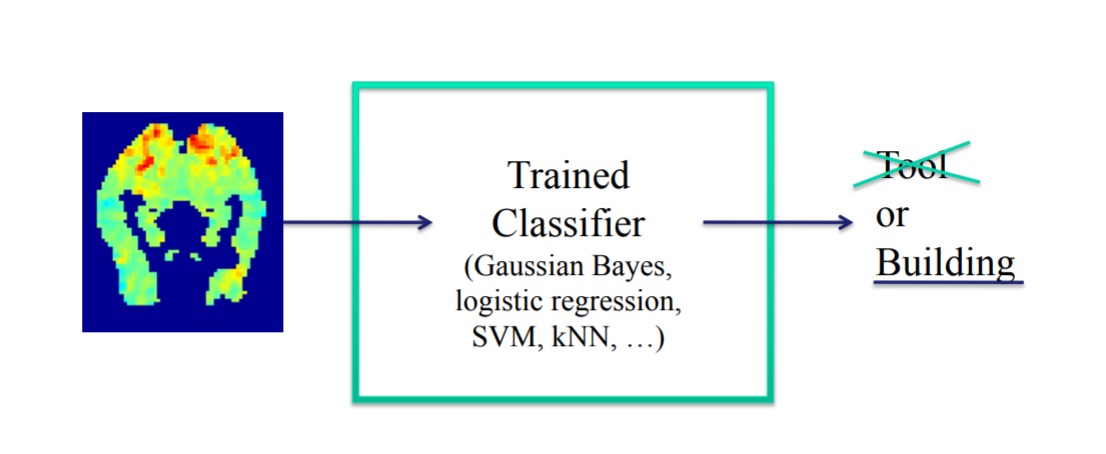 Trained
Classifier
(Gaussian Bayes,
logistic regression,
SVM, kNN, …)
Tool
or
Building